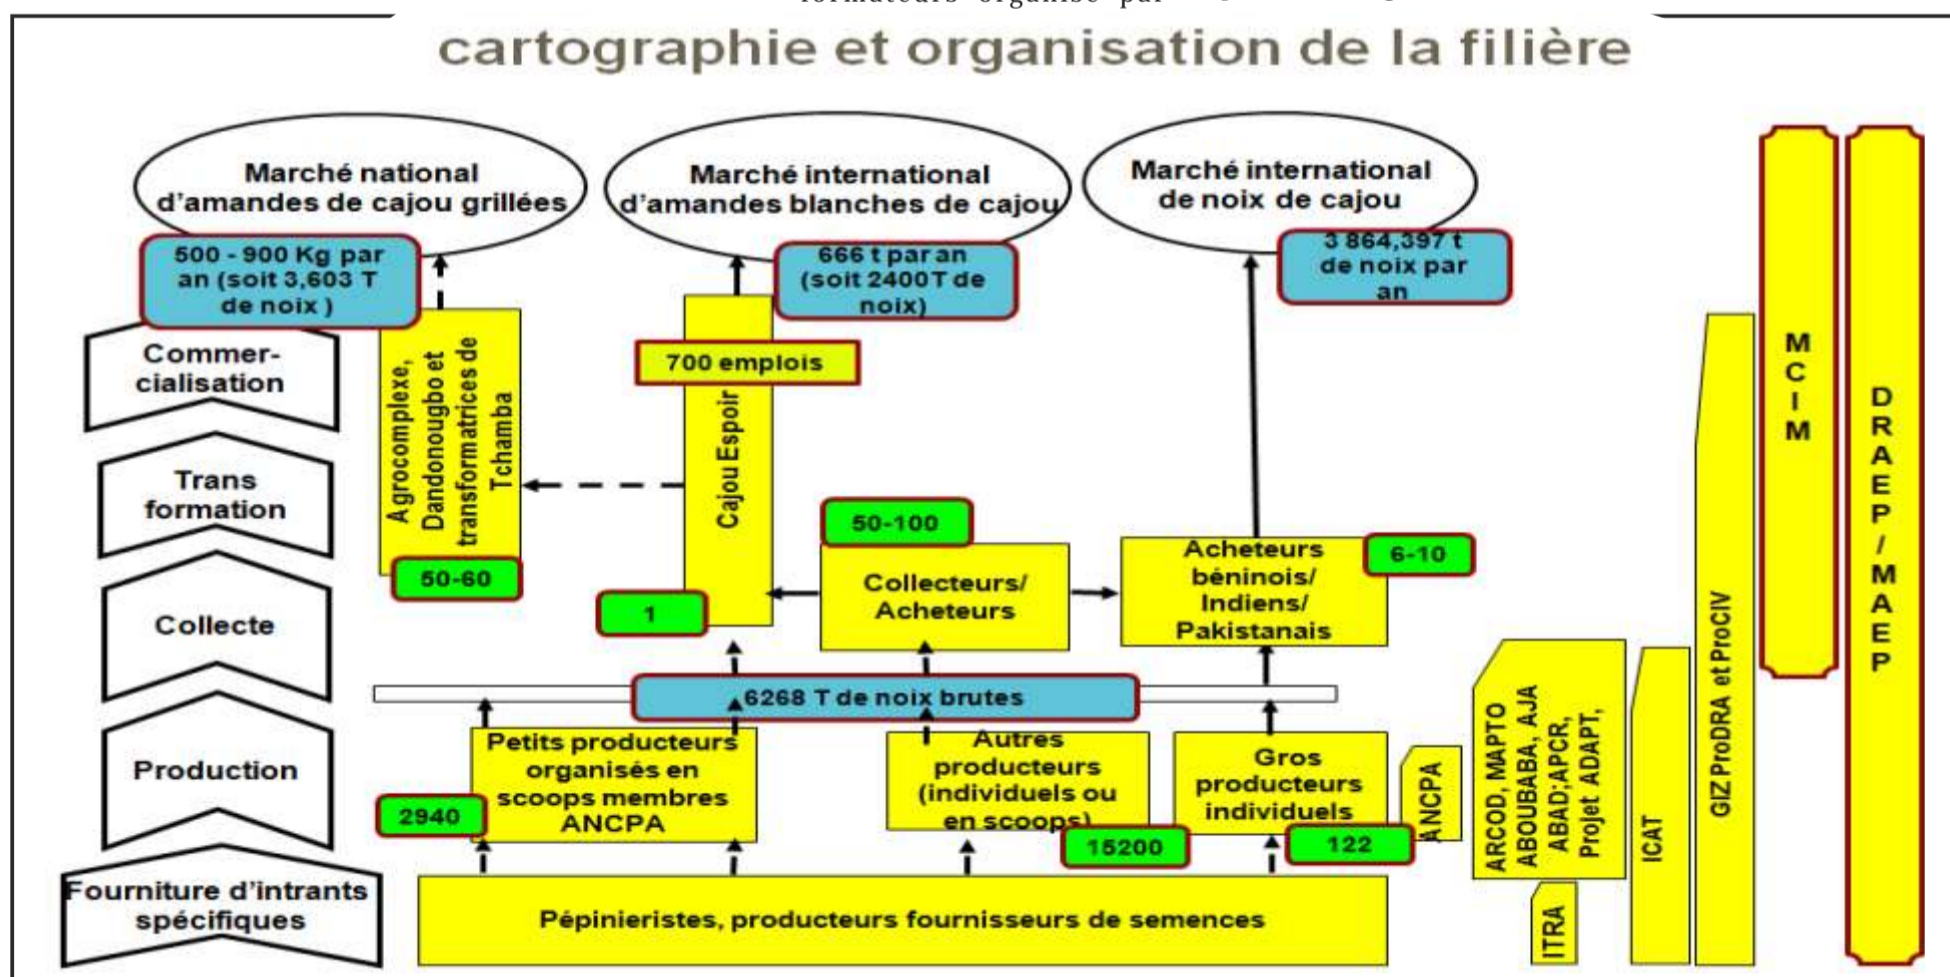 formateurs organisé par
cartographie et organisation de la filière
Marché national
d'amandes de cajou grillées
Marché international
d'amandes blanches de cajou
Marché international
de noix de cajou
500 - 900 Kg par
an (soit 3,603 T
de noix )
666 t par an
(soit 2400T de
noix)
3 864,397 t
de noix par
an
Commer-
cialisation
Agrocomplexe,
Dandonougbo et
transformatrices de
Tchamba
700 emplois
Cajou Espoir
Trans
formation
50-60
1
50-100
Collecteurs/
Acheteurs
Acheteurs
béninois/
Indiens/
Pakistanais
6-10
Collecte
6268 T de noix brutes
Production
Petits producteurs
organisés en
scoops membres
ANCPA
2940
Autres
producteurs
(individuels ou
en scoops)
15200
Gros
producteurs
individuels
122
Fourniture d'intrants
spécifiques
Pépinieristes, producteurs fournisseurs de semences
ANCPA
ARCOD, MAPTO
ABOUBABA, AJA
ABAD;APCR,
Projet ADAPT,
ITRA
ICAT
GIZ ProDRA et ProCIV
MCIM
DRAEP/MAEP